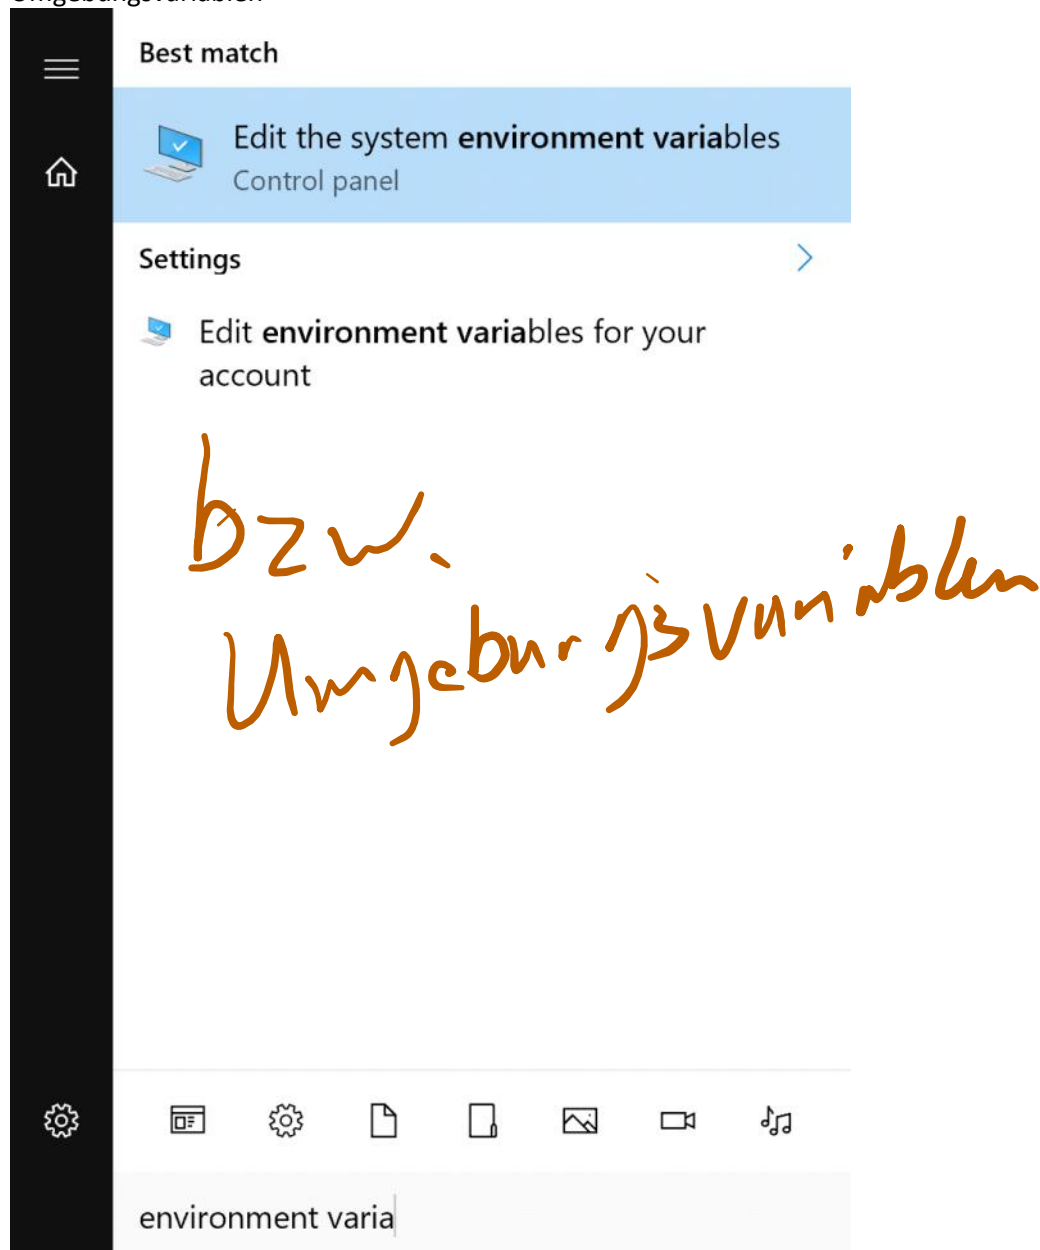 Umgebungsvariablen
Best match
Edit the system environment variables
Control panel
Settings
Edit environment variables for your
account
bzw.
Umgebungsvariablen
environment varia